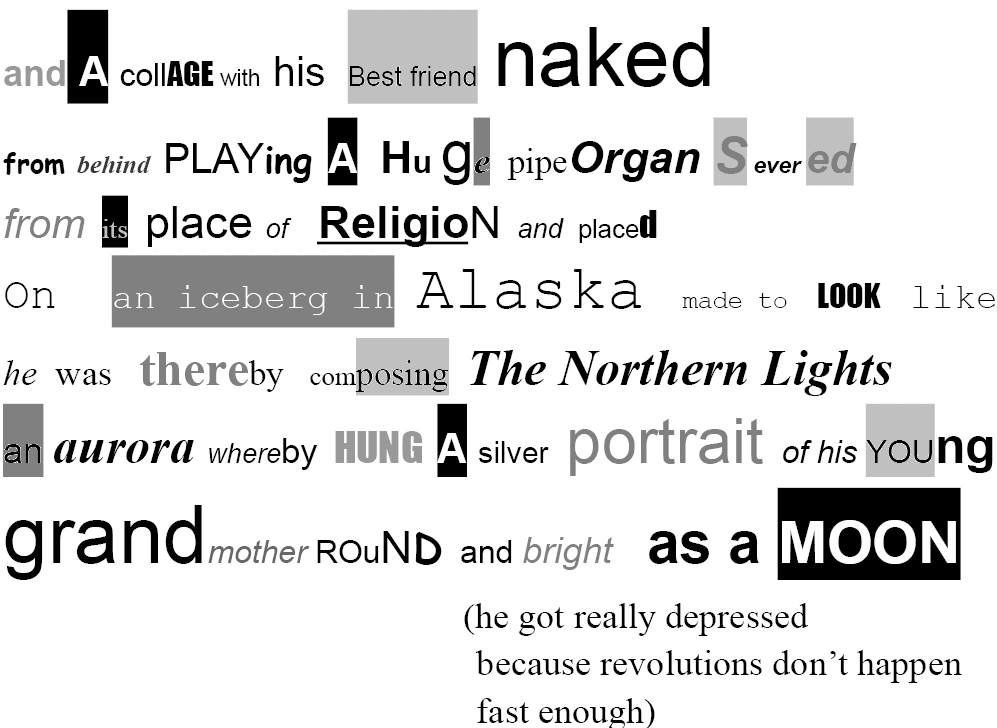 and A collAGE with his Best friend naked
from behind PLAYing A Hu ge pipe Organ S ever ed
from its place of ReligioN and placed
On an iceberg in Alaska made to LOOK like
he was thereby composing The Northern Lights
an aurora whereby HUNG A silver portrait of his YOUng
grandmother ROuND and bright as a MOON
(he got really depressed
because revolutions don’t happen
fast enough)